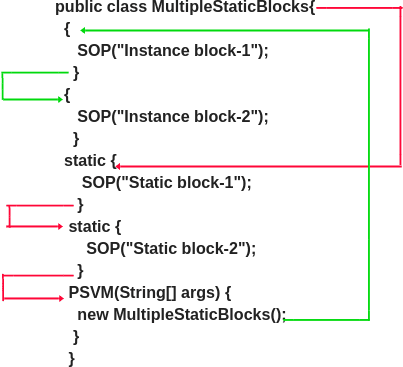 public class MultipleStaticBlocks{
{
SOP("Instance block-1");
}
{
SOP("Instance block-2");
}
static {
SOP("Static block-1");
}
static {
SOP("Static block-2");
}
PSVM(String[] args) {
new MultipleStaticBlocks();
}
}